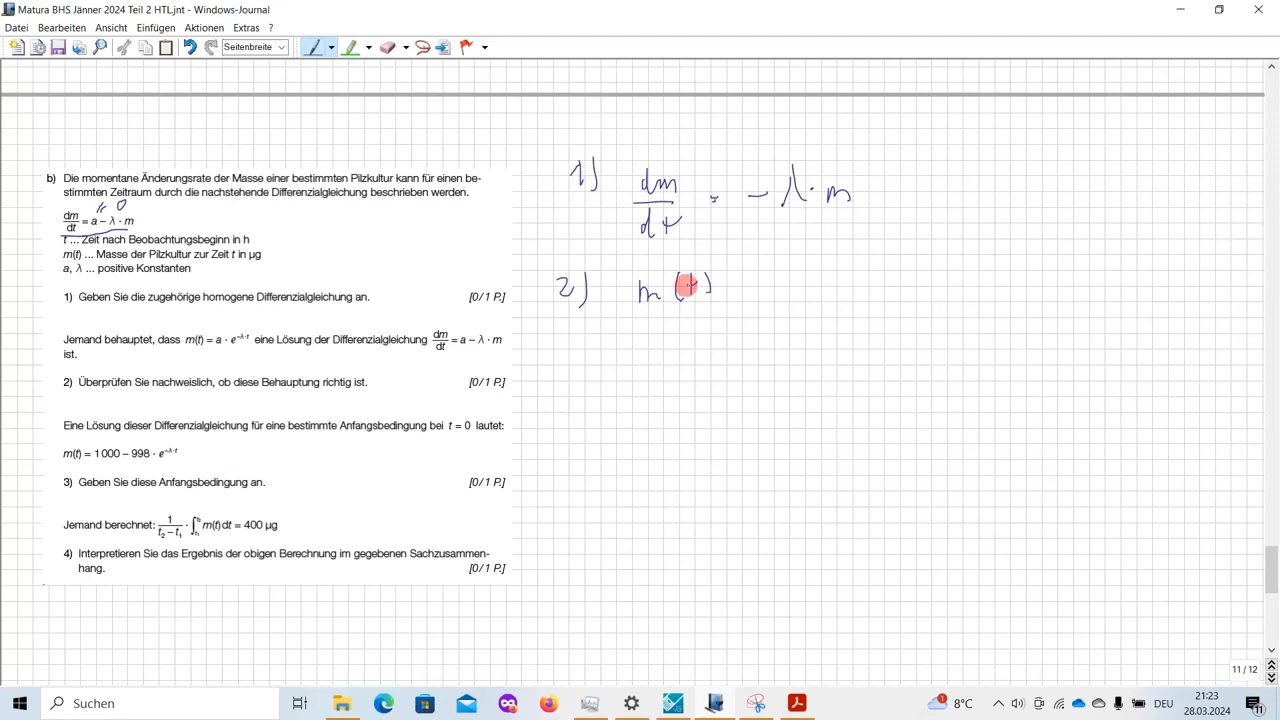 Matura BHS Jänner 2024 Teil 2 HTL.jnt - Windows-Journal
Datei Bearbeiten Ansicht Einfügen Aktionen Extras ?
Seitenbreite
b) Die momentane Änderungsrate der Masse einer bestimmten Pilzkultur kann für einen be-
stimmten Zeitraum durch die nachstehende Differenzialgleichung beschrieben werden.
= 0
dm/dt = a – λ · m
t ... Zeit nach Beobachtungsbeginn in h
m(t) ... Masse der Pilzkultur zur Zeit t in µg
a, λ ... positive Konstanten
1) Geben Sie die zugehörige homogene Differenzialgleichung an. [0/1 P.]
Jemand behauptet, dass m(t) = a · e^(–λ·t) eine Lösung der Differenzialgleichung dm/dt = a – λ · m
ist.
2) Überprüfen Sie nachweislich, ob diese Behauptung richtig ist. [0/1 P.]
Eine Lösung dieser Differenzialgleichung für eine bestimmte Anfangsbedingung bei t = 0 lautet:
m(t) = 1 000 – 998 · e^(–λ·t)
3) Geben Sie diese Anfangsbedingung an. [0/1 P.]
Jemand berechnet: 1/(t₂ – t₁) · ∫_(t₁)^(t₂) m(t) dt = 400 µg
4) Interpretieren Sie das Ergebnis der obigen Berechnung im gegebenen Sachzusammen-
hang. [0/1 P.]
1) dm/dt = – λ · m
2) m(t)
11 / 12
Suchen
1
8°C
DEU
21:23
28.03.2024
11